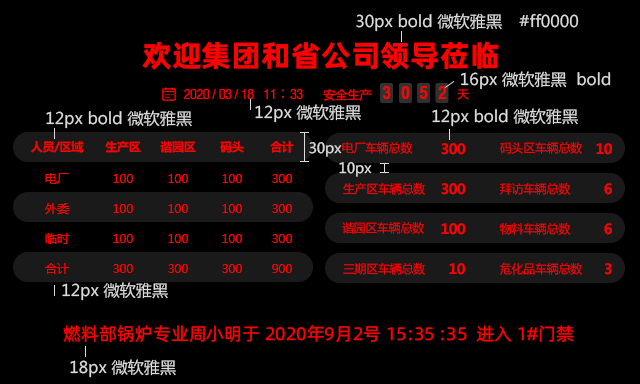 30px bold 微软雅黑 #ff0000
欢迎集团和省公司领导莅临
2020/03/18 11:33 安全生产 3052 天
16px 微软雅黑 bold
12px 微软雅黑
12px bold 微软雅黑
12px bold 微软雅黑
人员/区域 生产区 谐园区 码头 合计
电厂 100 100 100 300
外委 100 100 100 300
临时 100 100 100 300
合计 300 300 300 900
30px
10px
电厂车辆总数 300 码头区车辆总数 10
生产区车辆总数 300 拜访车辆总数 6
谐园区车辆总数 100 物料车辆总数 6
三期区车辆总数 10 危化品车辆总数 3
12px 微软雅黑
燃料部锅炉专业周小明于 2020年9月2号 15:35 :35 进入 1#门禁
18px 微软雅黑